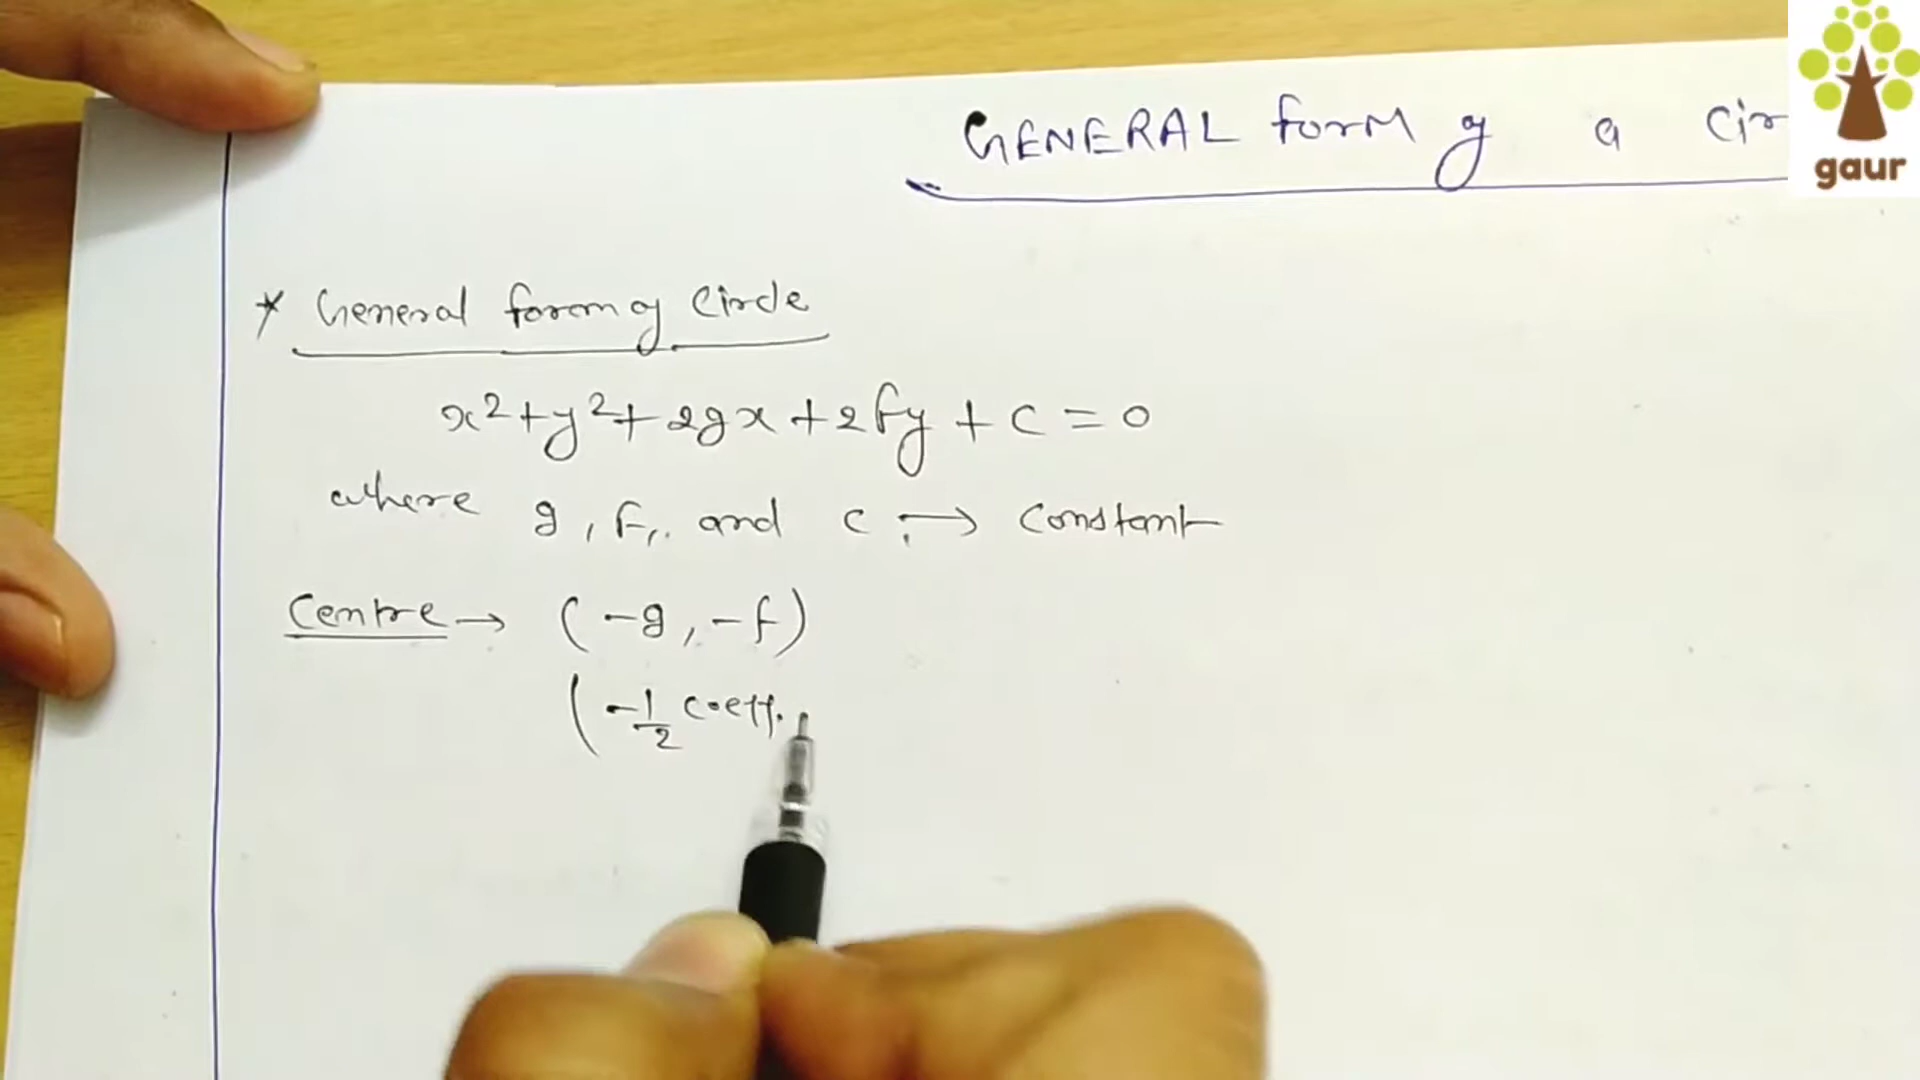 GENERAL form of a Cir
gaur
* General form of Circle
x²+y²+2gx+2fy+c=0
where g, f, and c → constant
Centre → (-g, -f)
(-1/2 coeff.